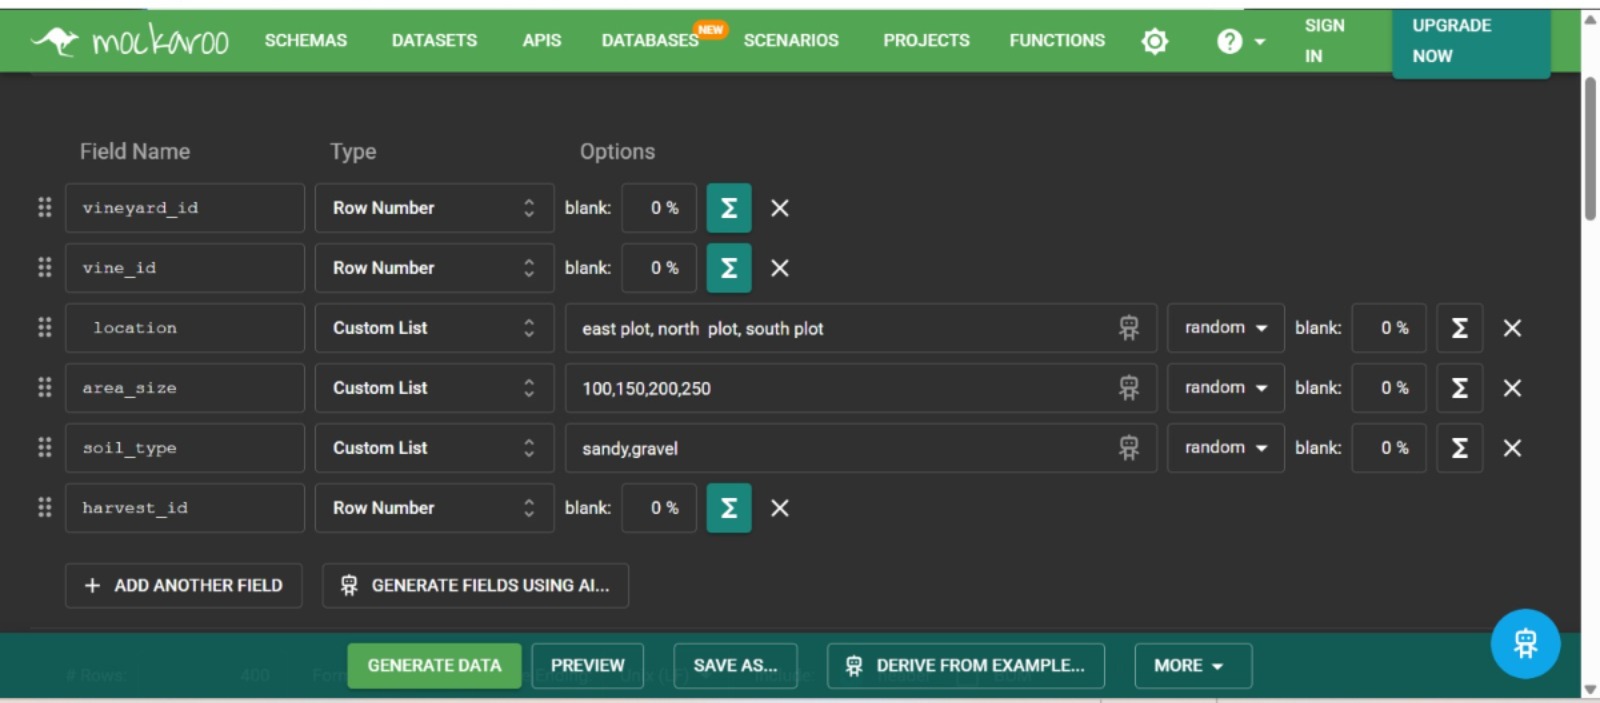 mockaroo SCHEMAS DATASETS APIS DATABASES NEW SCENARIOS PROJECTS FUNCTIONS ? SIGN IN UPGRADE NOW
Field Name Type Options
vineyard_id Row Number blank: 0 % Σ
vine_id Row Number blank: 0 % Σ
location Custom List east plot, north  plot, south plot random blank: 0 % Σ
area_size Custom List 100,150,200,250 random blank: 0 % Σ
soil_type Custom List sandy,gravel random blank: 0 % Σ
harvest_id Row Number blank: 0 % Σ
+ ADD ANOTHER FIELD GENERATE FIELDS USING AI...
GENERATE DATA PREVIEW SAVE AS... DERIVE FROM EXAMPLE... MORE
# Rows: 400